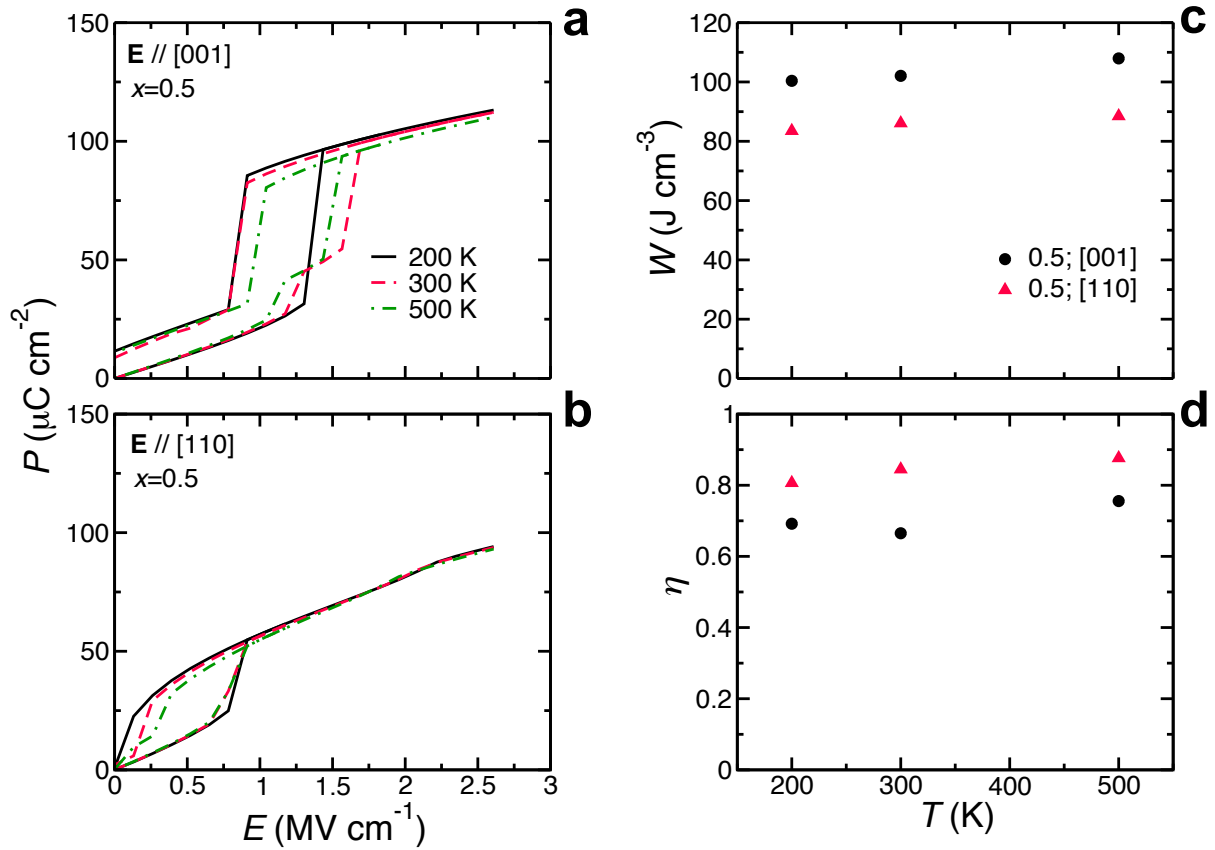 a
150
100
50
0
E // [001]
x=0.5
200 K
300 K
500 K
P (μC cm⁻²)
b
150
100
50
0
E // [110]
x=0.5
0 0.5 1 1.5 2 2.5 3
E (MV cm⁻¹)
c
120
100
80
60
40
20
0
W (J cm⁻³)
0.5; [001]
0.5; [110]
d
1
0.8
0.6
0.4
0.2
0
η
200 300 400 500
T (K)